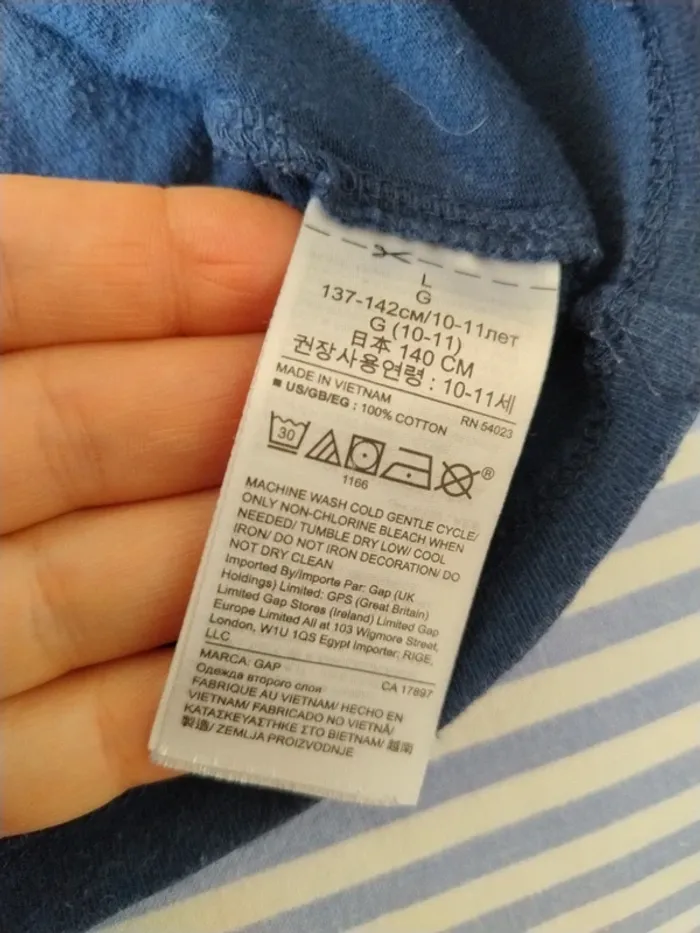 L
G
137-142см/10-11лет
G (10-11)
日本 140 CM
권장사용연령 : 10-11세
MADE IN VIETNAM RN 54023
■ US/GB/EG : 100% COTTON
30
®
1166
MACHINE WASH COLD GENTLE CYCLE/
ONLY NON-CHLORINE BLEACH WHEN
NEEDED/ TUMBLE DRY LOW/ COOL
IRON/ DO NOT IRON DECORATION/ DO
NOT DRY CLEAN
Imported By/Importe Par: Gap (UK
Holdings) Limited: GPS (Great Britain)
Limited Gap Stores (Ireland) Limited Gap
Europe Limited All at 103 Wigmore Street,
London, W1U 1QS Egypt Importer: RIGE,
LLC
MARCA: GAP CA 17897
Одежда второго слоя
FABRIQUE AU VIETNAM/ HECHO EN
VIETNAM/ FABRICADO NO VIETNÃ/
ΚΑΤΑΣΚΕΥΑΣΤΗΚΕ ΣΤΟ ΒΙΕΤΝΑΜ/ 越南
製造/ ZEMLJA PROIZVODNJE